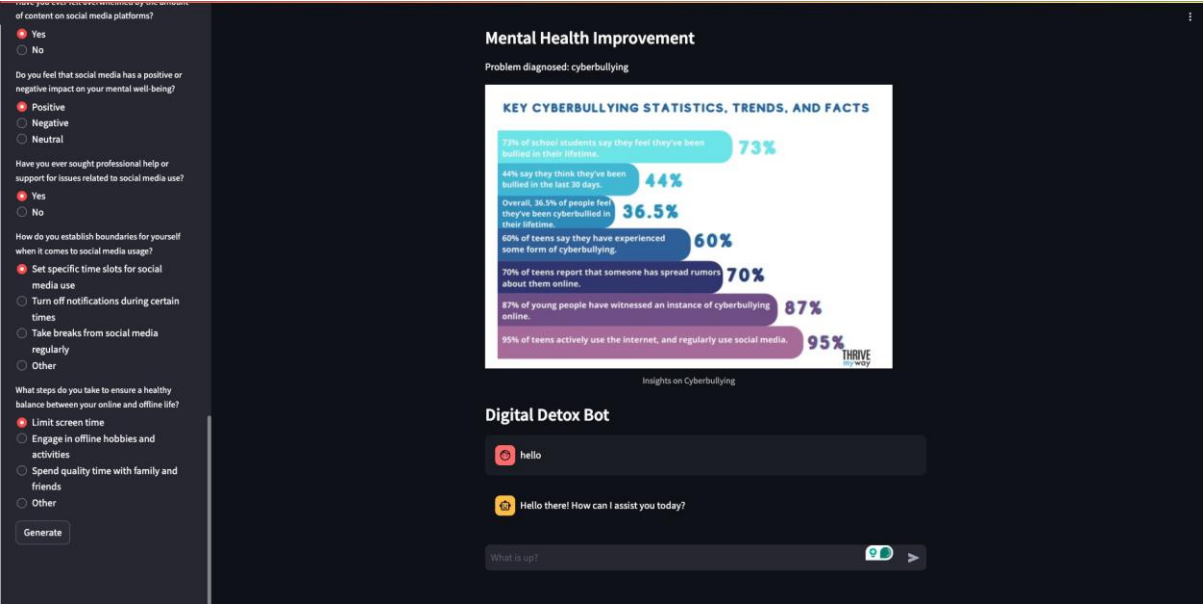 Have you ever felt overwhelmed by the amount
of content on social media platforms?
Yes
No
Do you feel that social media has a positive or
negative impact on your mental well-being?
Positive
Negative
Neutral
Have you ever sought professional help or
support for issues related to social media use?
Yes
No
How do you establish boundaries for yourself
when it comes to social media usage?
Set specific time slots for social
media use
Turn off notifications during certain
times
Take breaks from social media
regularly
Other
What steps do you take to ensure a healthy
balance between your online and offline life?
Limit screen time
Engage in offline hobbies and
activities
Spend quality time with family and
friends
Other
Generate
Mental Health Improvement
Problem diagnosed: cyberbullying
KEY CYBERBULLYING STATISTICS, TRENDS, AND FACTS
73% of school students say they feel they've been
bullied in their lifetime.
73%
44% say they think they've been
bullied in the last 30 days.
44%
Overall, 36.5% of people feel
they've been cyberbullied in
their lifetime.
36.5%
60% of teens say they have experienced
some form of cyberbullying.
60%
70% of teens report that someone has spread rumors
about them online.
70%
87% of young people have witnessed an instance of cyberbullying
online.
87%
95% of teens actively use the internet, and regularly use social media.
95%
THRIVE
my way
Insights on Cyberbullying
Digital Detox Bot
hello
Hello there! How can I assist you today?
What is up?